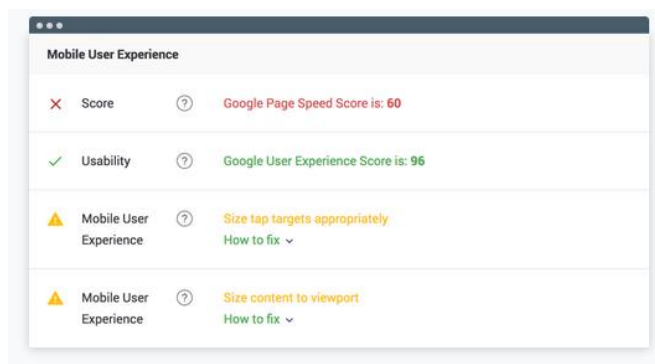 Mobile User Experience
Score
Google Page Speed Score is: 60
Usability
Google User Experience Score is: 96
Mobile User
Experience
Size tap targets appropriately
How to fix
Mobile User
Experience
Size content to viewport
How to fix